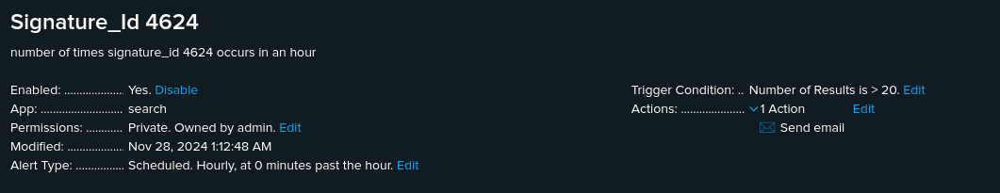 Signature_Id 4624
number of times signature_id 4624 occurs in an hour
Enabled: .................... Yes. Disable
App: ........................... search
Permissions: ............ Private. Owned by admin. Edit
Modified: ................... Nov 28, 2024 1:12:48 AM
Alert Type: ................ Scheduled. Hourly, at 0 minutes past the hour. Edit
Trigger Condition: .. Number of Results is > 20. Edit
Actions: ..................... 1 Action Edit
Send email